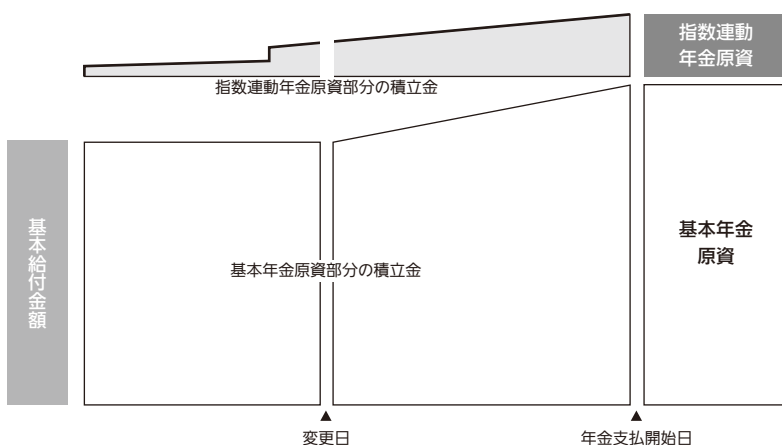 指数連動
年金原資
指数連動年金原資部分の積立金
基本給付金額
基本年金原資部分の積立金
基本年金
原資
変更日
年金支払開始日